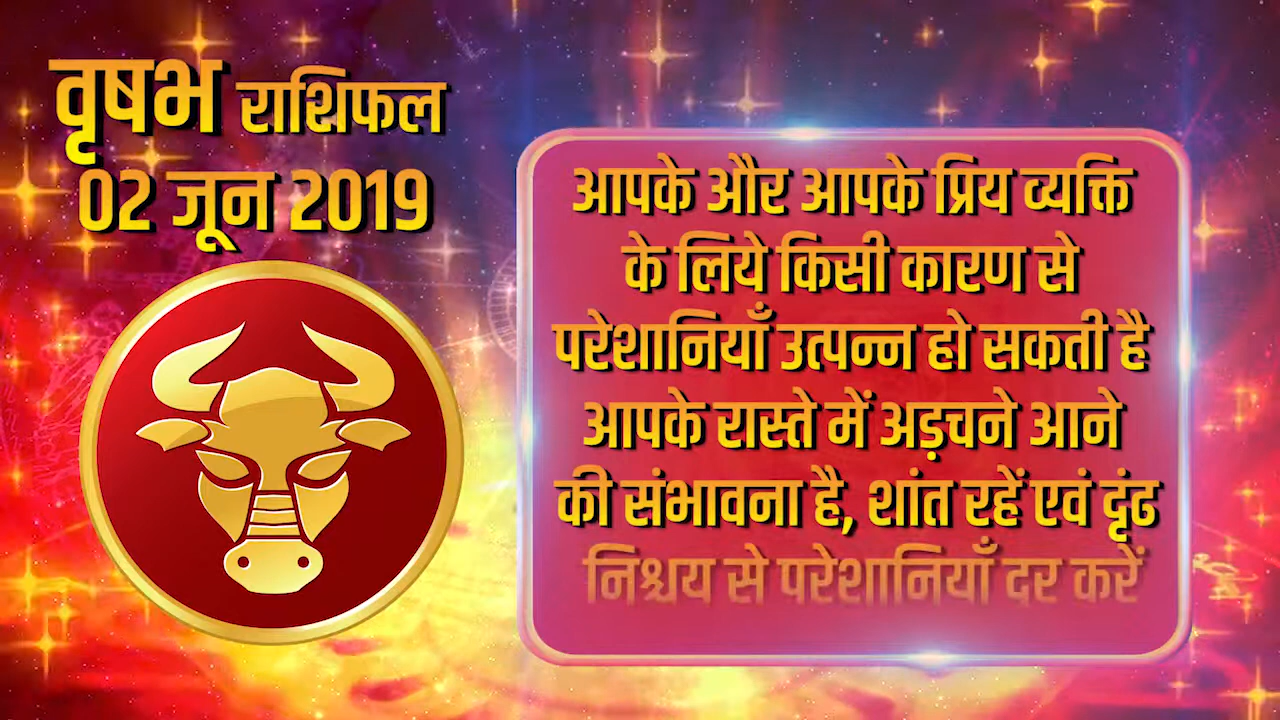 वृषभ राशिफल
02 जून 2019
आपके और आपके प्रिय व्यक्ति
के लिये किसी कारण से
परेशानियाँ उत्पन्न हो सकती है
आपके रास्ते में अड़चने आने
की संभावना है, शांत रहें एवं दृंढ
निश्चय से परेशानियाँ दूर करें